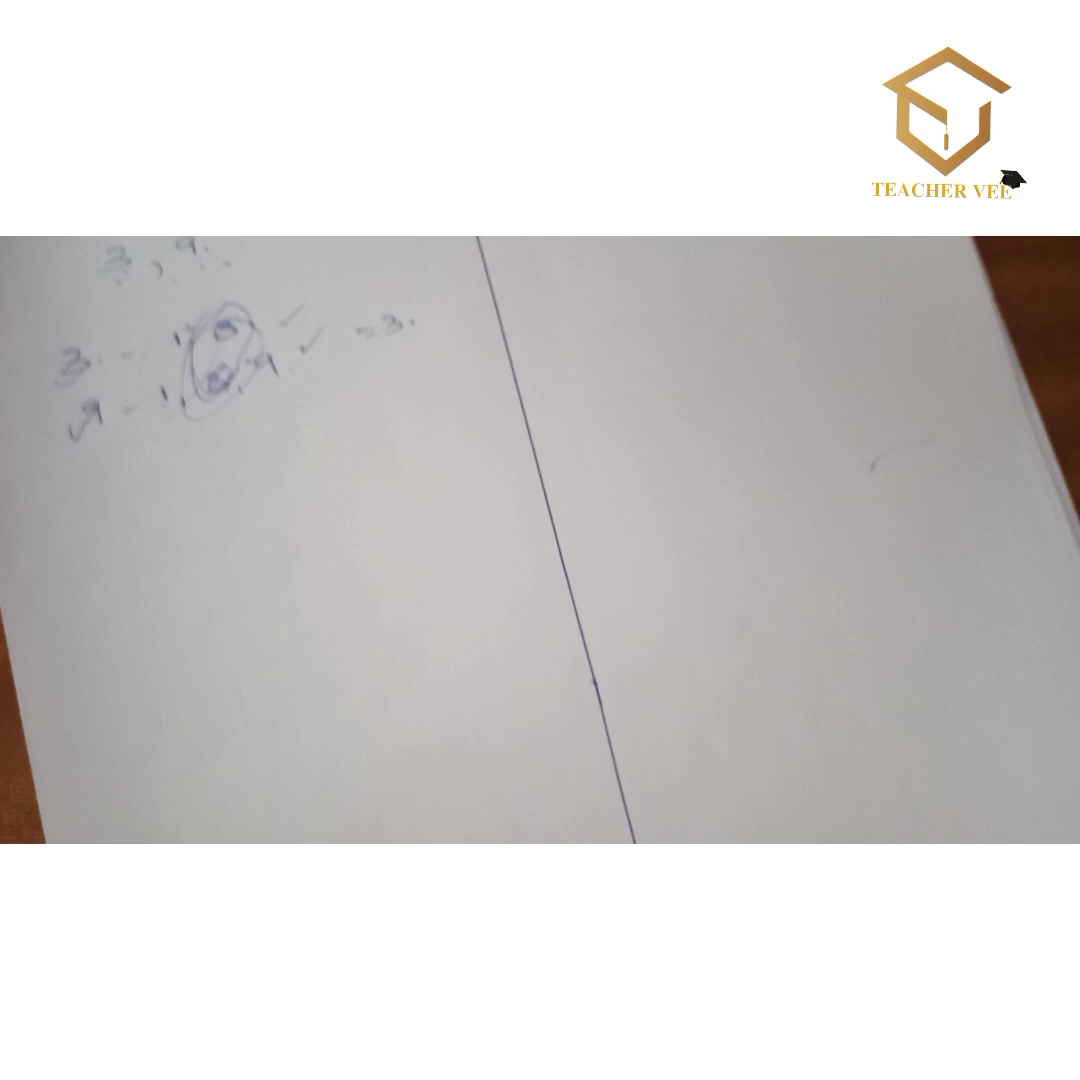 TEACHER VEE
3, 9.
3. - 1, 3
9 - 1, 3, 9
= 3.